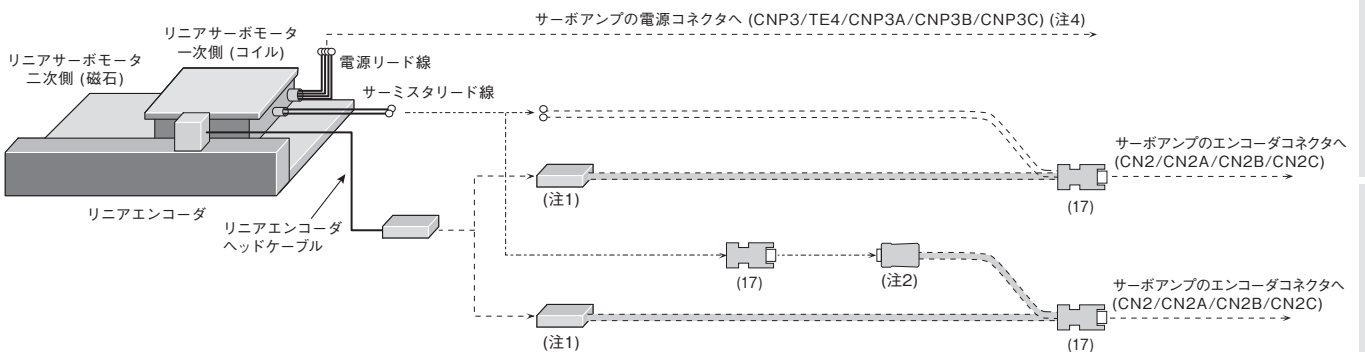 サーボアンプの電源コネクタへ (CNP3/TE4/CNP3A/CNP3B/CNP3C) (注4)
リニアサーボモータ
一次側 (コイル)
リニアサーボモータ
二次側 (磁石)
電源リード線
サーミスタリード線
サーボアンプのエンコーダコネクタへ
(CN2/CN2A/CN2B/CN2C)
(注1)
(17)
リニアエンコーダ
リニアエンコーダ
ヘッドケーブル
(17)
(注2)
サーボアンプのエンコーダコネクタへ
(CN2/CN2A/CN2B/CN2C)
(注1)
(17)